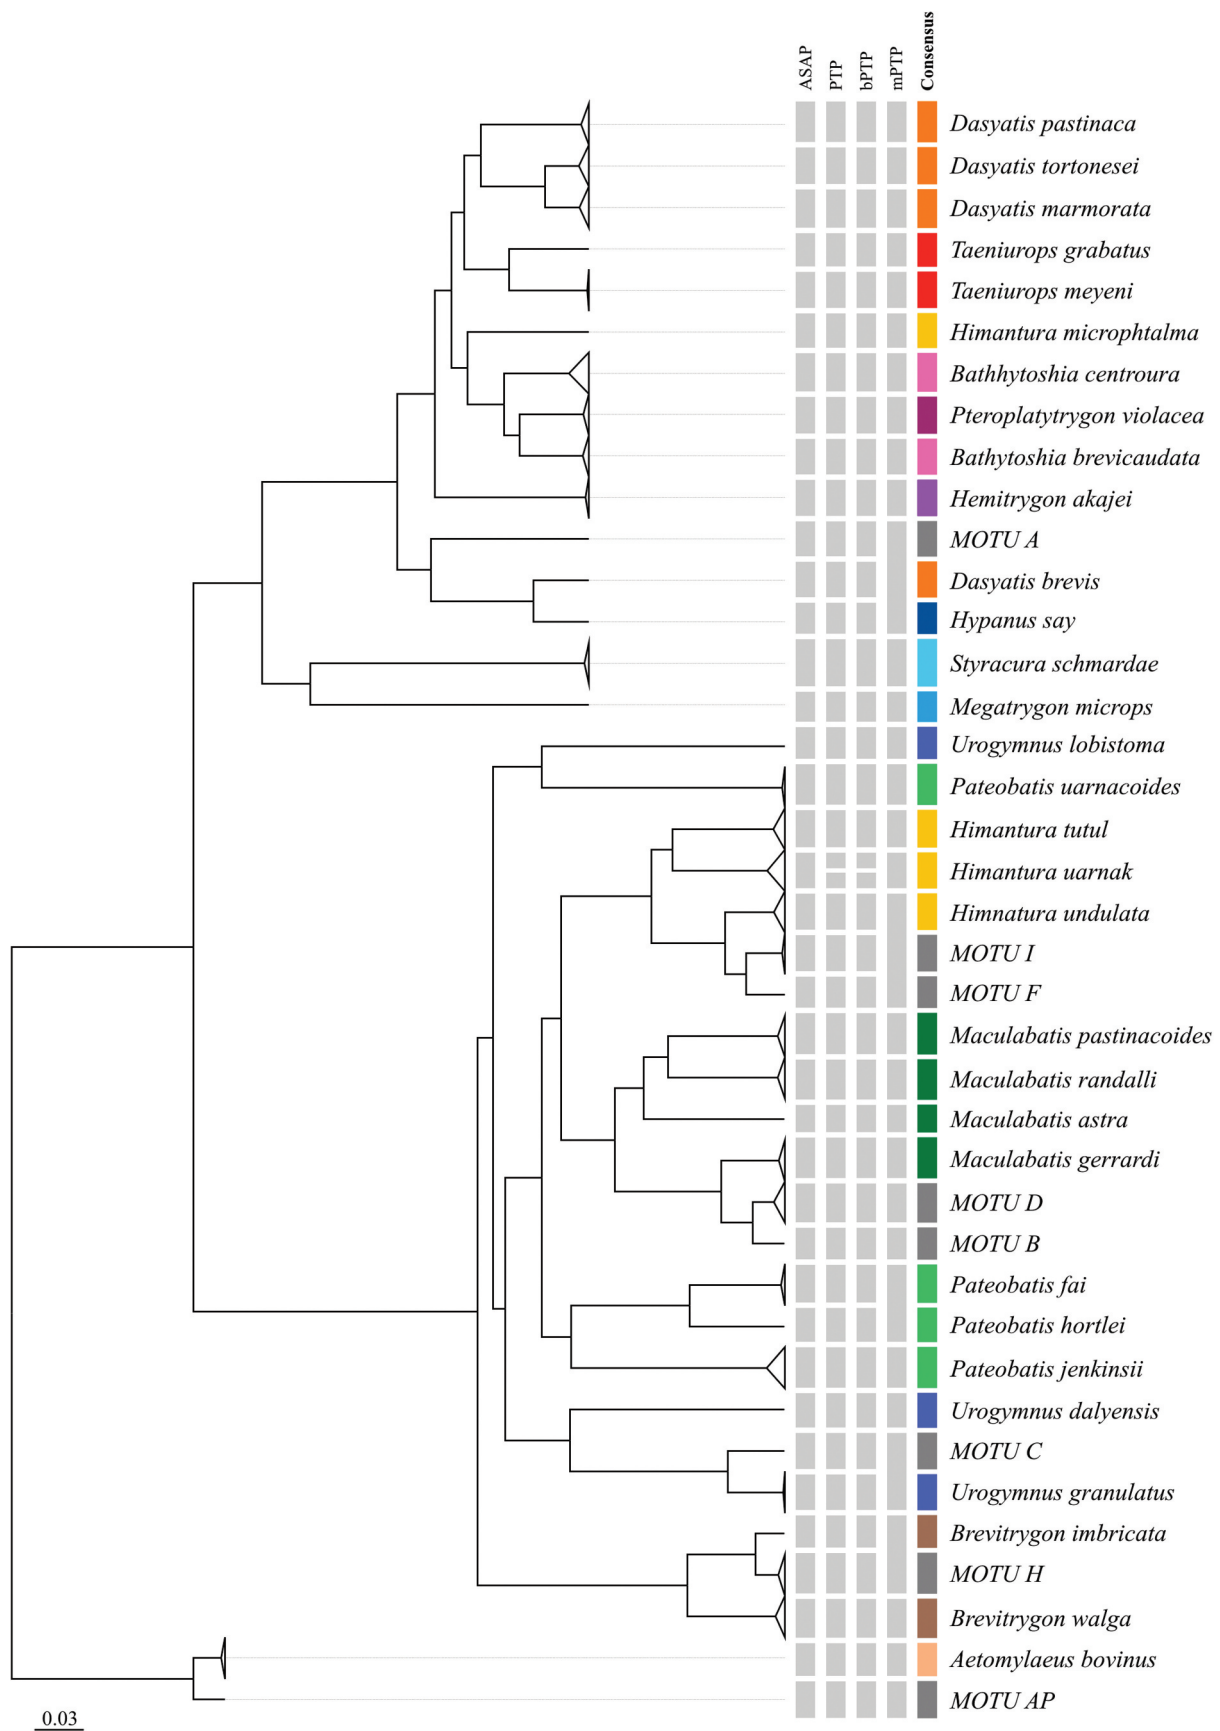 ASAP
PTP
bPTP
mPTP
Consensus
Dasyatis pastinaca
Dasyatis tortonesei
Dasyatis marmorata
Taeniurops grabatus
Taeniurops meyeni
Himantura microphtalma
Bathhytoshia centroura
Pteroplatytrygon violacea
Bathytoshia brevicaudata
Hemitrygon akajei
MOTU A
Dasyatis brevis
Hypanus say
Styracura schmardae
Megatrygon microps
Urogymnus lobistoma
Pateobatis uarnacoides
Himantura tutul
Himantura uarnak
Himnatura undulata
MOTU I
MOTU F
Maculabatis pastinacoides
Maculabatis randalli
Maculabatis astra
Maculabatis gerrardi
MOTU D
MOTU B
Pateobatis fai
Pateobatis hortlei
Pateobatis jenkinsii
Urogymnus dalyensis
MOTU C
Urogymnus granulatus
Brevitrygon imbricata
MOTU H
Brevitrygon walga
Aetomylaeus bovinus
MOTU AP
0.03